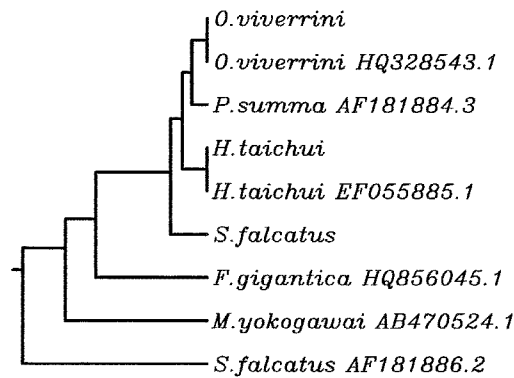 O.viverrini
O.viverrini HQ328543.1
P.summa AF181884.3
H.taichui
H.taichui EF055885.1
S.falcatus
F.gigantica HQ856045.1
M.yokogawai AB470524.1
S.falcatus AF181886.2